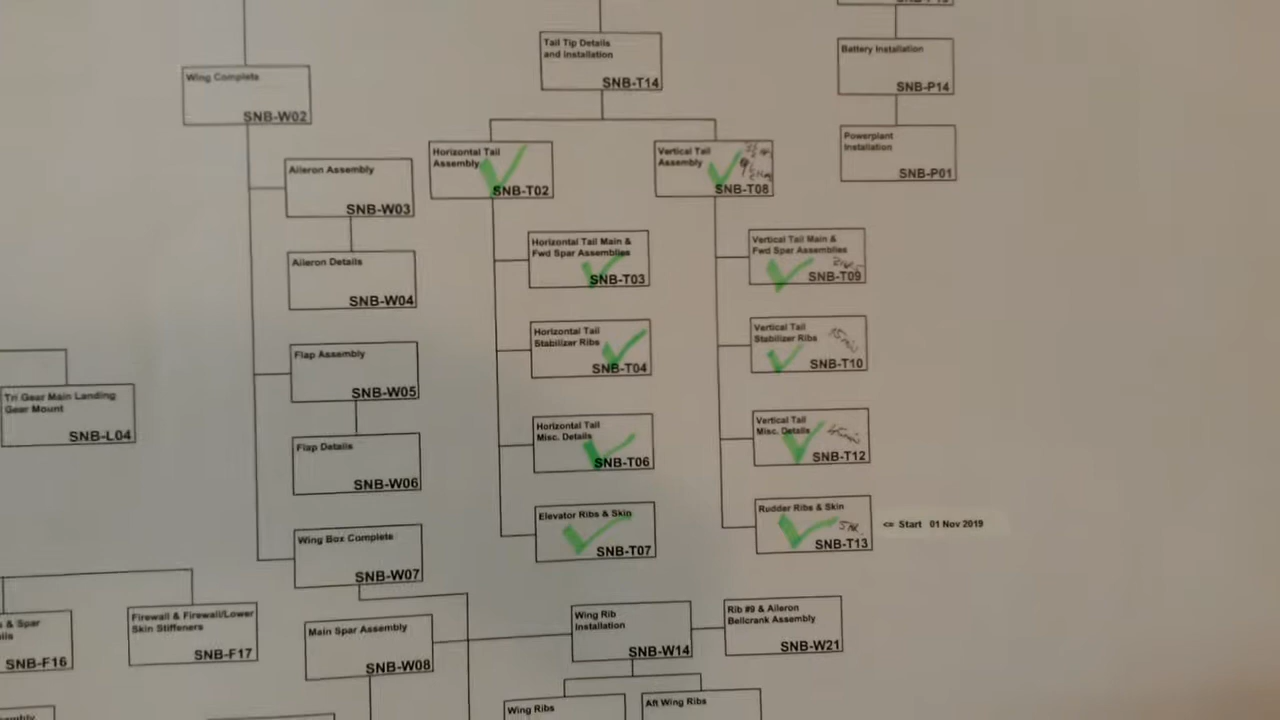 Tail Tip Details
and Installation
SNB-T14
Battery Installation
SNB-P14
Wing Complete
SNB-W02
Powerplant
Installation
SNB-P01
Horizontal Tail
Assembly
SNB-T02
Vertical Tail
Assembly
SNB-T08
Aileron Assembly
SNB-W03
Horizontal Tail Main &
Fwd Spar Assemblies
SNB-T03
Vertical Tail Main &
Fwd Spar Assemblies
SNB-T09
Aileron Details
SNB-W04
Horizontal Tail
Stabilizer Ribs
SNB-T04
Vertical Tail
Stabilizer Ribs
15 min
SNB-T10
Flap Assembly
SNB-W05
Tri Gear Main Landing
Gear Mount
SNB-L04
Horizontal Tail
Misc. Details
SNB-T06
Vertical Tail
Misc. Details
45 min
SNB-T12
Flap Details
SNB-W06
Elevator Ribs & Skin
SNB-T07
Rudder Ribs & Skin
SNB-T13
<= Start 01 Nov 2019
Wing Box Complete
SNB-W07
& Spar
SNB-F16
Firewall & Firewall/Lower
Skin Stiffeners
SNB-F17
Main Spar Assembly
SNB-W08
Wing Rib
Installation
SNB-W14
Rib #9 & Aileron
Bellcrank Assembly
SNB-W21
Wing Ribs
Aft Wing Ribs